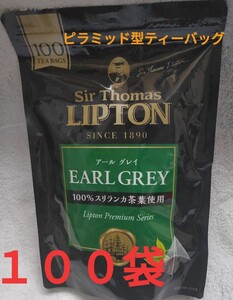 100
TEA BAGS
ピラミッド型ティーバッグ
Sir Thomas
LIPTON
SINCE 1890
アール グレイ
EARL GREY
100%スリランカ茶葉使用
Lipton Premium Series
１００袋